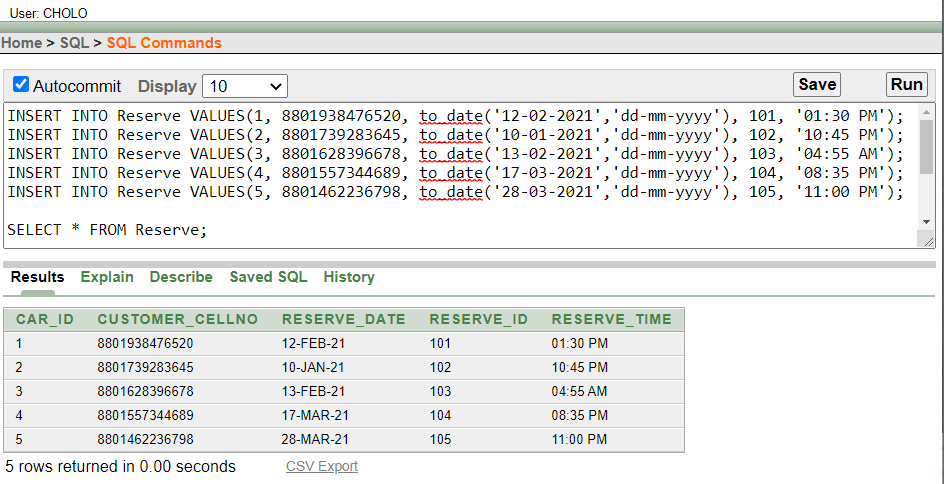 User: CHOLO
Home > SQL > SQL Commands
Autocommit Display 10 Save Run
INSERT INTO Reserve VALUES(1, 8801938476520, to_date('12-02-2021','dd-mm-yyyy'), 101, '01:30 PM');
INSERT INTO Reserve VALUES(2, 8801739283645, to_date('10-01-2021','dd-mm-yyyy'), 102, '10:45 PM');
INSERT INTO Reserve VALUES(3, 8801628396678, to_date('13-02-2021','dd-mm-yyyy'), 103, '04:55 AM');
INSERT INTO Reserve VALUES(4, 8801557344689, to_date('17-03-2021','dd-mm-yyyy'), 104, '08:35 PM');
INSERT INTO Reserve VALUES(5, 8801462236798, to_date('28-03-2021','dd-mm-yyyy'), 105, '11:00 PM');
SELECT * FROM Reserve;
Results Explain Describe Saved SQL History
CAR_ID CUSTOMER_CELLNO RESERVE_DATE RESERVE_ID RESERVE_TIME
1 8801938476520 12-FEB-21 101 01:30 PM
2 8801739283645 10-JAN-21 102 10:45 PM
3 8801628396678 13-FEB-21 103 04:55 AM
4 8801557344689 17-MAR-21 104 08:35 PM
5 8801462236798 28-MAR-21 105 11:00 PM
5 rows returned in 0.00 seconds CSV Export